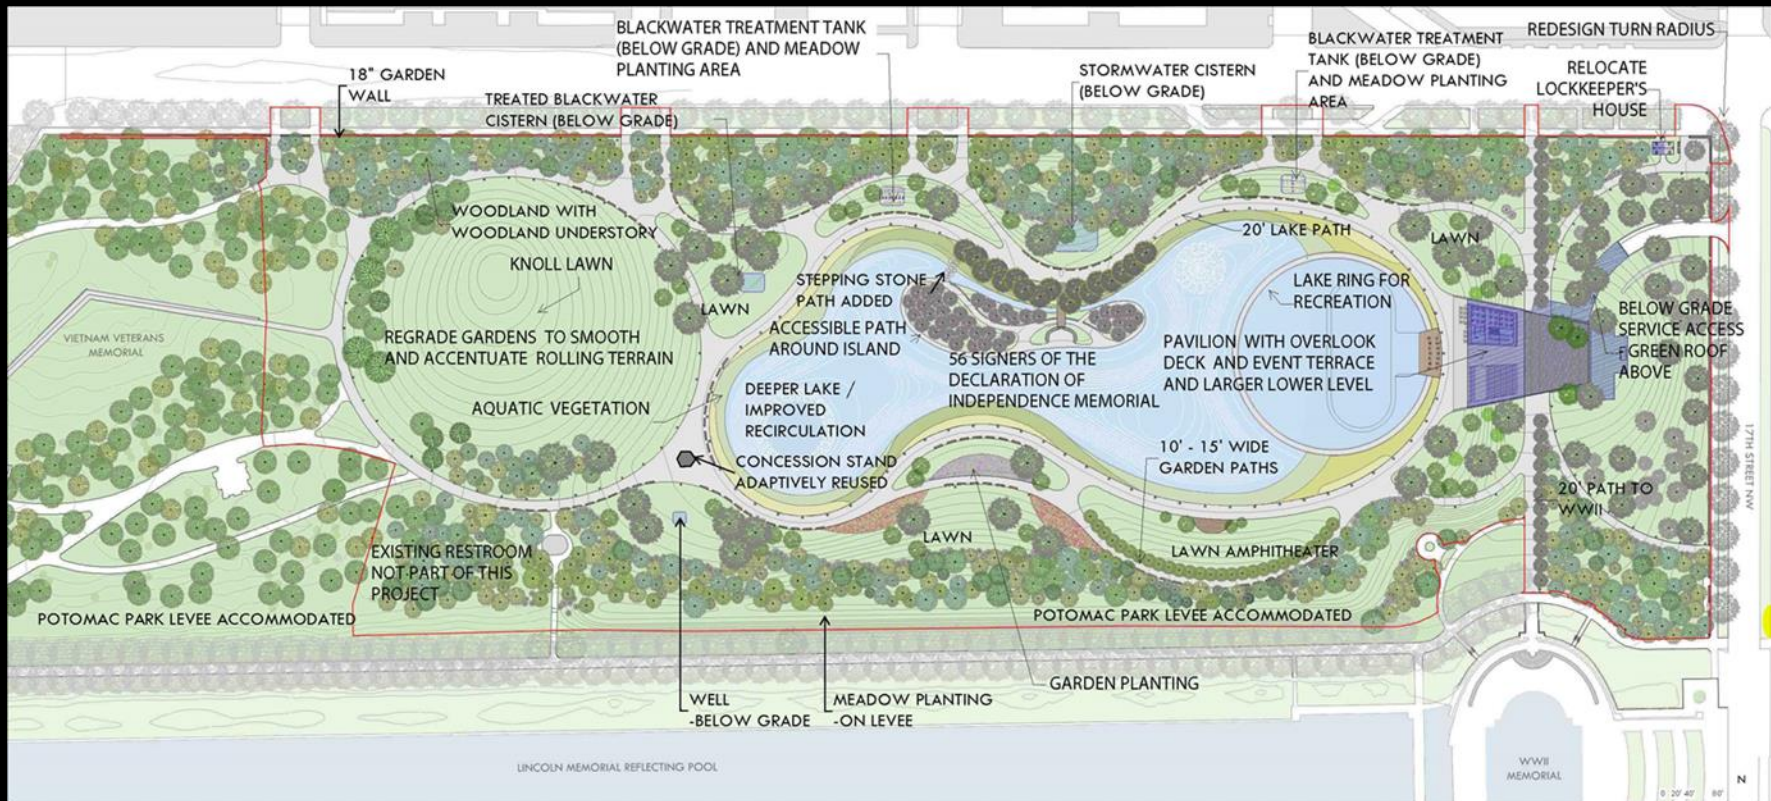 BLACKWATER TREATMENT TANK
(BELOW GRADE) AND MEADOW
PLANTING AREA
BLACKWATER TREATMENT
TANK (BELOW GRADE)
AND MEADOW PLANTING
AREA
REDESIGN TURN RADIUS
18" GARDEN
WALL
TREATED BLACKWATER
CISTERN (BELOW GRADE)
STORMWATER CISTERN
(BELOW GRADE)
RELOCATE
LOCKKEEPER'S
HOUSE
WOODLAND WITH
WOODLAND UNDERSTORY
KNOLL LAWN
20' LAKE PATH
LAWN
STEPPING STONE
PATH ADDED
LAKE RING FOR
RECREATION
LAWN
ACCESSIBLE PATH
AROUND ISLAND
BELOW GRADE
SERVICE ACCESS
- GREEN ROOF
ABOVE
VIETNAM VETERANS
MEMORIAL
REGRADE GARDENS TO SMOOTH
AND ACCENTUATE ROLLING TERRAIN
56 SIGNERS OF THE
DECLARATION OF
INDEPENDENCE MEMORIAL
PAVILION WITH OVERLOOK
DECK AND EVENT TERRACE
AND LARGER LOWER LEVEL
AQUATIC VEGETATION
DEEPER LAKE /
IMPROVED
RECIRCULATION
CONCESSION STAND
ADAPTIVELY REUSED
10' - 15' WIDE
GARDEN PATHS
17TH STREET NW
20' PATH TO
WWII
LAWN
LAWN AMPHITHEATER
EXISTING RESTROOM
NOT PART OF THIS
PROJECT
POTOMAC PARK LEVEE ACCOMMODATED
POTOMAC PARK LEVEE ACCOMMODATED
GARDEN PLANTING
WELL
-BELOW GRADE
MEADOW PLANTING
-ON LEVEE
LINCOLN MEMORIAL REFLECTING POOL
WWII
MEMORIAL
N
0 20' 40' 80'